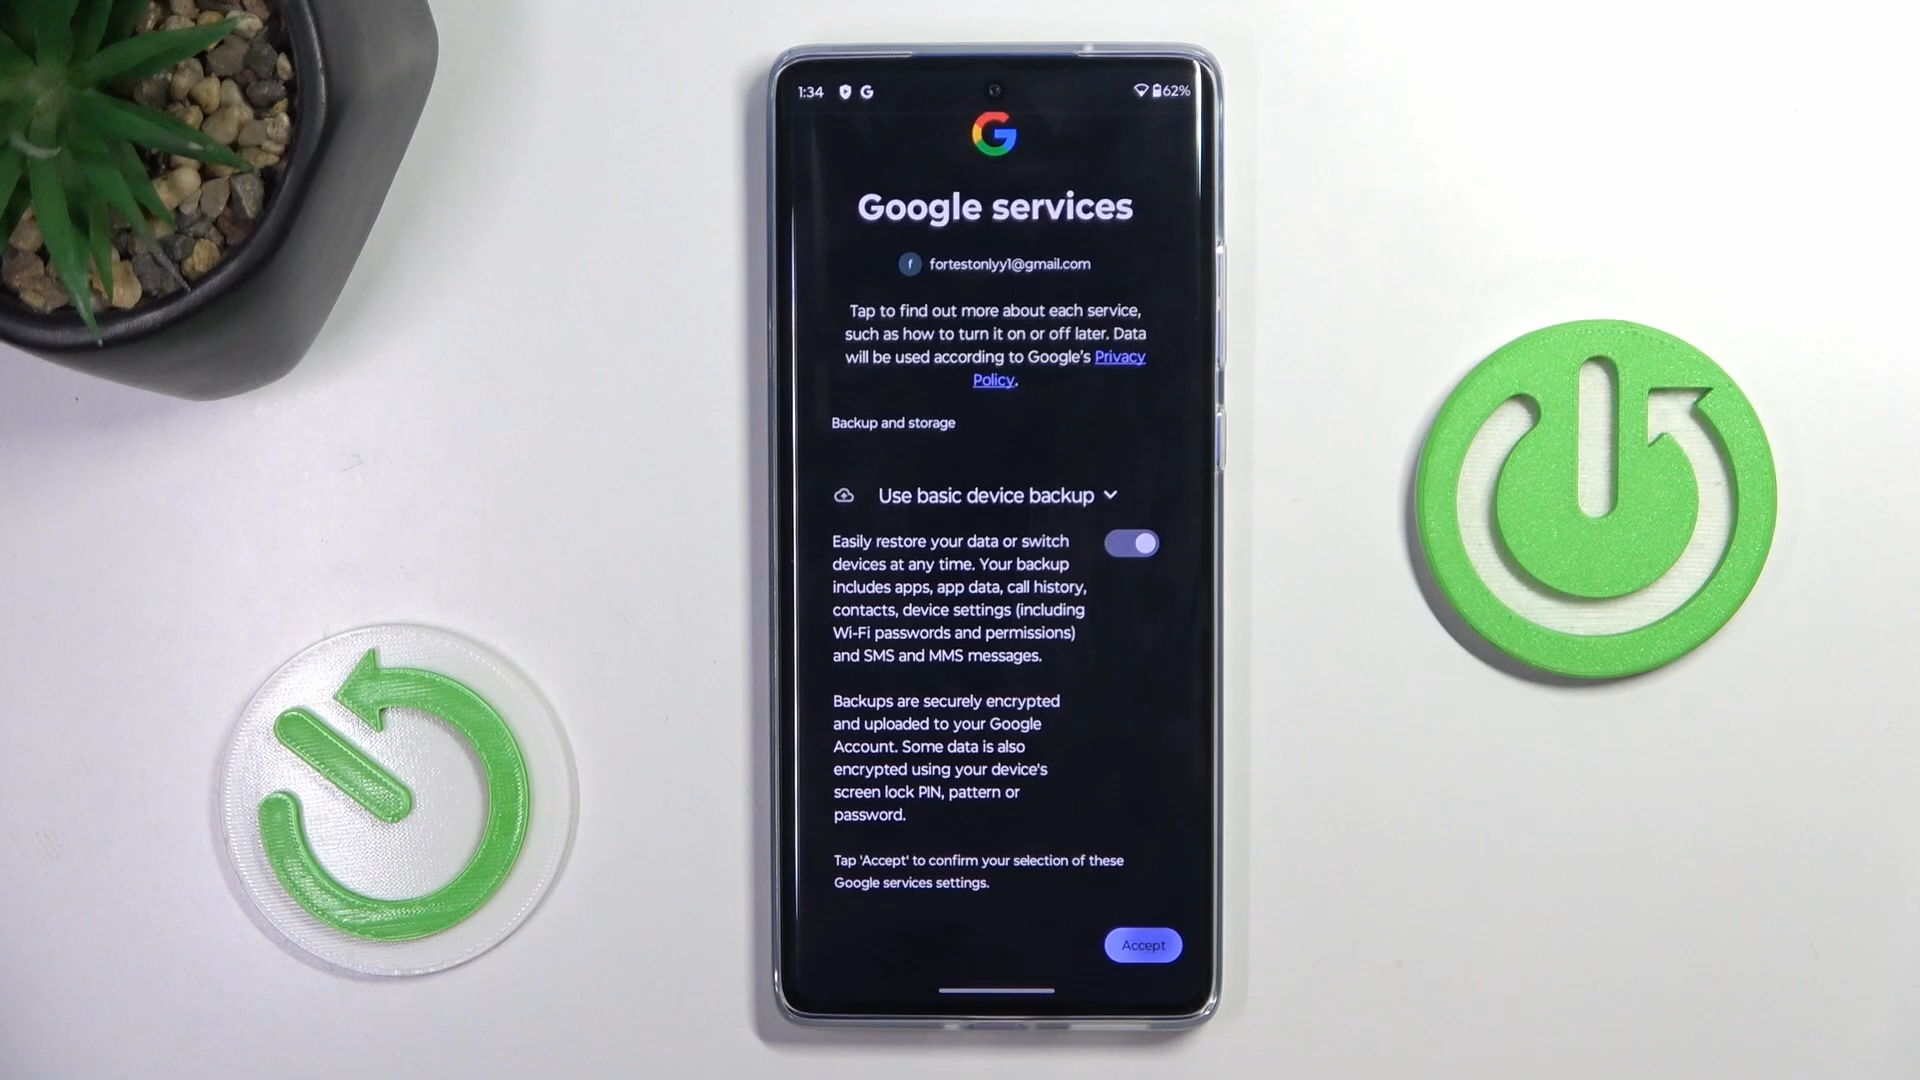 1:34 62%
Google services
f fortestonlyy1@gmail.com
Tap to find out more about each service,
such as how to turn it on or off later. Data
will be used according to Google's Privacy
Policy.
Backup and storage
Use basic device backup
Easily restore your data or switch
devices at any time. Your backup
includes apps, app data, call history,
contacts, device settings (including
Wi-Fi passwords and permissions)
and SMS and MMS messages.
Backups are securely encrypted
and uploaded to your Google
Account. Some data is also
encrypted using your device's
screen lock PIN, pattern or
password.
Tap 'Accept' to confirm your selection of these
Google services settings.
Accept